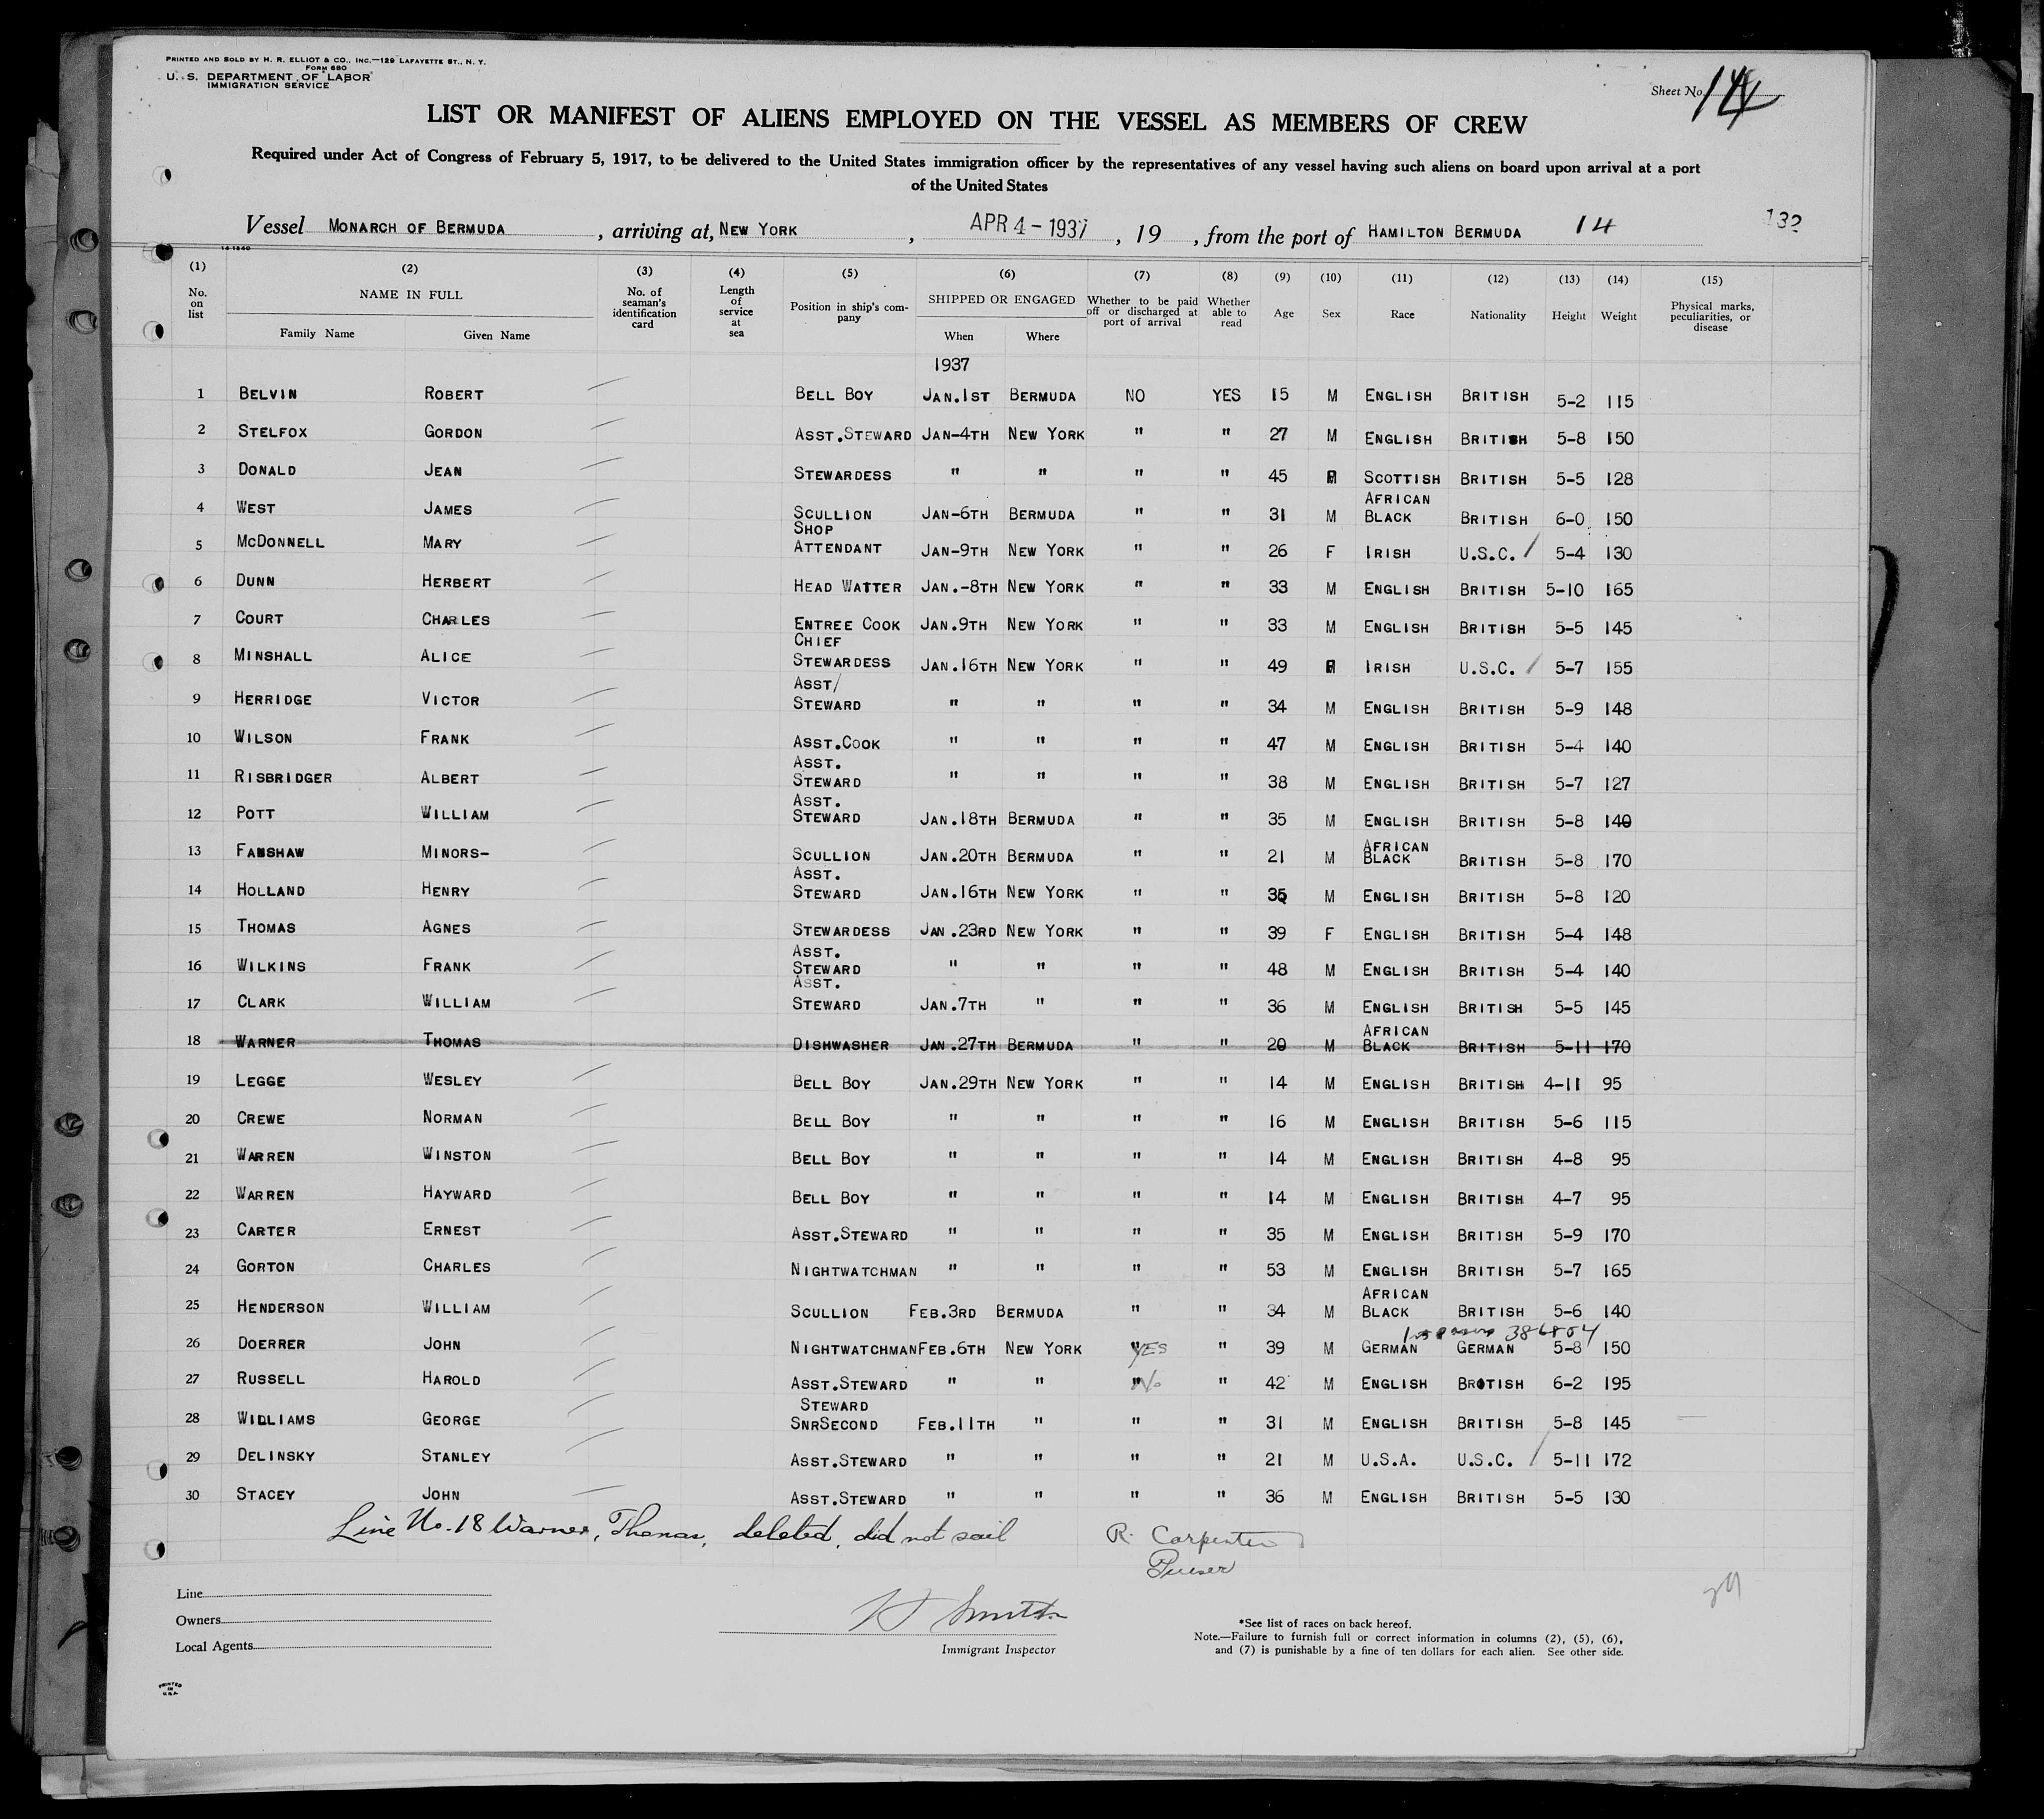 PRINTED AND SOLD BY H. R. ELLIOT & CO., INC.—129 LAFAYETTE ST., N. Y.
FORM 680
U. S. DEPARTMENT OF LABOR
IMMIGRATION SERVICE
Sheet No. 14
LIST OR MANIFEST OF ALIENS EMPLOYED ON THE VESSEL AS MEMBERS OF CREW
Required under Act of Congress of February 5, 1917, to be delivered to the United States immigration officer by the representatives of any vessel having such aliens on board upon arrival at a port
of the United States
Vessel MONARCH OF BERMUDA, arriving at, NEW YORK, APR 4 - 1937, 19 , from the port of HAMILTON BERMUDA 14 132
14-1240
(1) (2) (3) (4) (5) (6) (7) (8) (9) (10) (11) (12) (13) (14) (15)
No. on list NAME IN FULL Family Name Given Name No. of seaman's identification card Length of service at sea Position in ship's company SHIPPED OR ENGAGED When Where Whether to be paid off or discharged at port of arrival Whether able to read Age Sex Race Nationality Height Weight Physical marks, peculiarities, or disease
1937
1 BELVIN ROBERT BELL BOY JAN.1ST BERMUDA NO YES 15 M ENGLISH BRITISH 5-2 115
2 STELFOX GORDON ASST.STEWARD JAN-4TH NEW YORK " " 27 M ENGLISH BRITISH 5-8 150
3 DONALD JEAN STEWARDESS " " " " 45 F SCOTTISH BRITISH 5-5 128
4 WEST JAMES SCULLION JAN-6TH BERMUDA " " 31 M AFRICAN BLACK BRITISH 6-0 150
5 MCDONNELL MARY SHOP ATTENDANT JAN-9TH NEW YORK " " 26 F IRISH U.S.C. / 5-4 130
6 DUNN HERBERT HEAD WATTER JAN.-8TH NEW YORK " " 33 M ENGLISH BRITISH 5-10 165
7 COURT CHARLES ENTREE COOK JAN.9TH NEW YORK " " 33 M ENGLISH BRITISH 5-5 145
8 MINSHALL ALICE CHIEF STEWARDESS JAN.16TH NEW YORK " " 49 F IRISH U.S.C. / 5-7 155
9 HERRIDGE VICTOR ASST/ STEWARD " " " " 34 M ENGLISH BRITISH 5-9 148
10 WILSON FRANK ASST.COOK " " " " 47 M ENGLISH BRITISH 5-4 140
11 RISBRIDGER ALBERT ASST. STEWARD " " " " 38 M ENGLISH BRITISH 5-7 127
12 POTT WILLIAM ASST. STEWARD JAN.18TH BERMUDA " " 35 M ENGLISH BRITISH 5-8 140
13 FANSHAW MINORS- SCULLION JAN.20TH BERMUDA " " 21 M AFRICAN BLACK BRITISH 5-8 170
14 HOLLAND HENRY ASST. STEWARD JAN.16TH NEW YORK " " 35 M ENGLISH BRITISH 5-8 120
15 THOMAS AGNES STEWARDESS JAN.23RD NEW YORK " " 39 F ENGLISH BRITISH 5-4 148
16 WILKINS FRANK ASST. STEWARD " " " " 48 M ENGLISH BRITISH 5-4 140
17 CLARK WILLIAM ASST. STEWARD JAN.7TH " " " 36 M ENGLISH BRITISH 5-5 145
18 WARNER THOMAS DISHWASHER JAN.27TH BERMUDA " " 20 M AFRICAN BLACK BRITISH 5-11 170
19 LEGGE WESLEY BELL BOY JAN.29TH NEW YORK " " 14 M ENGLISH BRITISH 4-11 95
20 CREWE NORMAN BELL BOY " " " " 16 M ENGLISH BRITISH 5-6 115
21 WARREN WINSTON BELL BOY " " " " 14 M ENGLISH BRITISH 4-8 95
22 WARREN HAYWARD BELL BOY " " " " 14 M ENGLISH BRITISH 4-7 95
23 CARTER ERNEST ASST.STEWARD " " " " 35 M ENGLISH BRITISH 5-9 170
24 GORTON CHARLES NIGHTWATCHMAN " " " " 53 M ENGLISH BRITISH 5-7 165
25 HENDERSON WILLIAM SCULLION FEB.3RD BERMUDA " " 34 M AFRICAN BLACK BRITISH 5-6 140
386804
26 DOERRER JOHN NIGHTWATCHMAN FEB.6TH NEW YORK YES " 39 M GERMAN GERMAN 5-8 150
27 RUSSELL HAROLD ASST.STEWARD " " No " 42 M ENGLISH BROTISH 6-2 195
28 WIDLIAMS GEORGE STEWARD SNRSECOND FEB.11TH " " " 31 M ENGLISH BRITISH 5-8 145
29 DELINSKY STANLEY ASST.STEWARD " " " " 21 M U.S.A. U.S.C. / 5-11 172
30 STACEY JOHN ASST.STEWARD " " " " 36 M ENGLISH BRITISH 5-5 130
Line No. 18 Warner, Thomas, deleted, did not sail R. Carpenter
Purser
Line
Owners
Local Agents
H Smith
Immigrant Inspector
*See list of races on back hereof.
Note.—Failure to furnish full or correct information in columns (2), (5), (6),
and (7) is punishable by a fine of ten dollars for each alien. See other side.
29
PRINTED
IN
U.S.A.